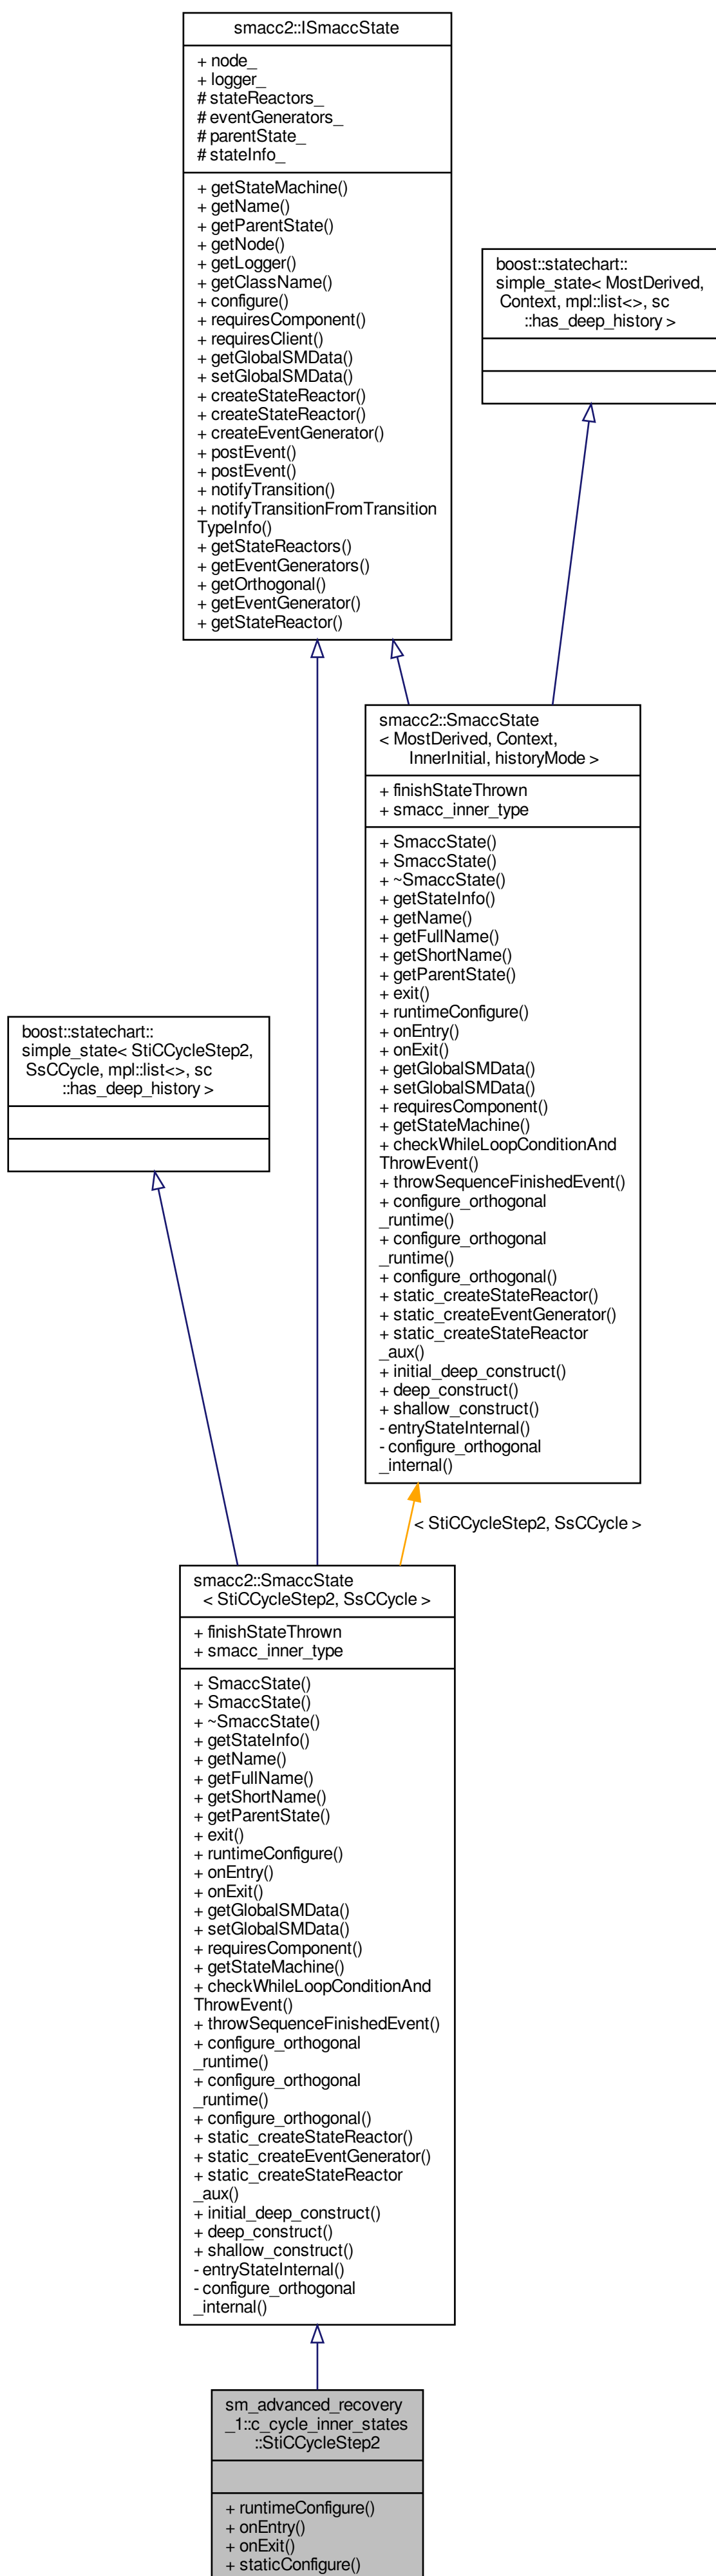 smacc2::ISmaccState
+ node_
+ logger_
# stateReactors_
# eventGenerators_
# parentState_
# stateInfo_
+ getStateMachine()
+ getName()
+ getParentState()
+ getNode()
+ getLogger()
+ getClassName()
+ configure()
+ requiresComponent()
+ requiresClient()
+ getGlobalSMData()
+ setGlobalSMData()
+ createStateReactor()
+ createStateReactor()
+ createEventGenerator()
+ postEvent()
+ postEvent()
+ notifyTransition()
+ notifyTransitionFromTransition
TypeInfo()
+ getStateReactors()
+ getEventGenerators()
+ getOrthogonal()
+ getEventGenerator()
+ getStateReactor()
boost::statechart::
simple_state< MostDerived,
Context, mpl::list<>, sc
::has_deep_history >
smacc2::SmaccState
< MostDerived, Context,
InnerInitial, historyMode >
+ finishStateThrown
+ smacc_inner_type
+ SmaccState()
+ SmaccState()
+ ~SmaccState()
+ getStateInfo()
+ getName()
+ getFullName()
+ getShortName()
+ getParentState()
+ exit()
+ runtimeConfigure()
+ onEntry()
+ onExit()
+ getGlobalSMData()
+ setGlobalSMData()
+ requiresComponent()
+ getStateMachine()
+ checkWhileLoopConditionAnd
ThrowEvent()
+ throwSequenceFinishedEvent()
+ configure_orthogonal
_runtime()
+ configure_orthogonal
_runtime()
+ configure_orthogonal()
+ static_createStateReactor()
+ static_createEventGenerator()
+ static_createStateReactor
_aux()
+ initial_deep_construct()
+ deep_construct()
+ shallow_construct()
- entryStateInternal()
- configure_orthogonal
_internal()
boost::statechart::
simple_state< StiCCycleStep2,
SsCCycle, mpl::list<>, sc
::has_deep_history >
< StiCCycleStep2, SsCCycle >
smacc2::SmaccState
< StiCCycleStep2, SsCCycle >
+ finishStateThrown
+ smacc_inner_type
+ SmaccState()
+ SmaccState()
+ ~SmaccState()
+ getStateInfo()
+ getName()
+ getFullName()
+ getShortName()
+ getParentState()
+ exit()
+ runtimeConfigure()
+ onEntry()
+ onExit()
+ getGlobalSMData()
+ setGlobalSMData()
+ requiresComponent()
+ getStateMachine()
+ checkWhileLoopConditionAnd
ThrowEvent()
+ throwSequenceFinishedEvent()
+ configure_orthogonal
_runtime()
+ configure_orthogonal
_runtime()
+ configure_orthogonal()
+ static_createStateReactor()
+ static_createEventGenerator()
+ static_createStateReactor
_aux()
+ initial_deep_construct()
+ deep_construct()
+ shallow_construct()
- entryStateInternal()
- configure_orthogonal
_internal()
sm_advanced_recovery
_1::c_cycle_inner_states
::StiCCycleStep2
+ runtimeConfigure()
+ onEntry()
+ onExit()
+ staticConfigure()